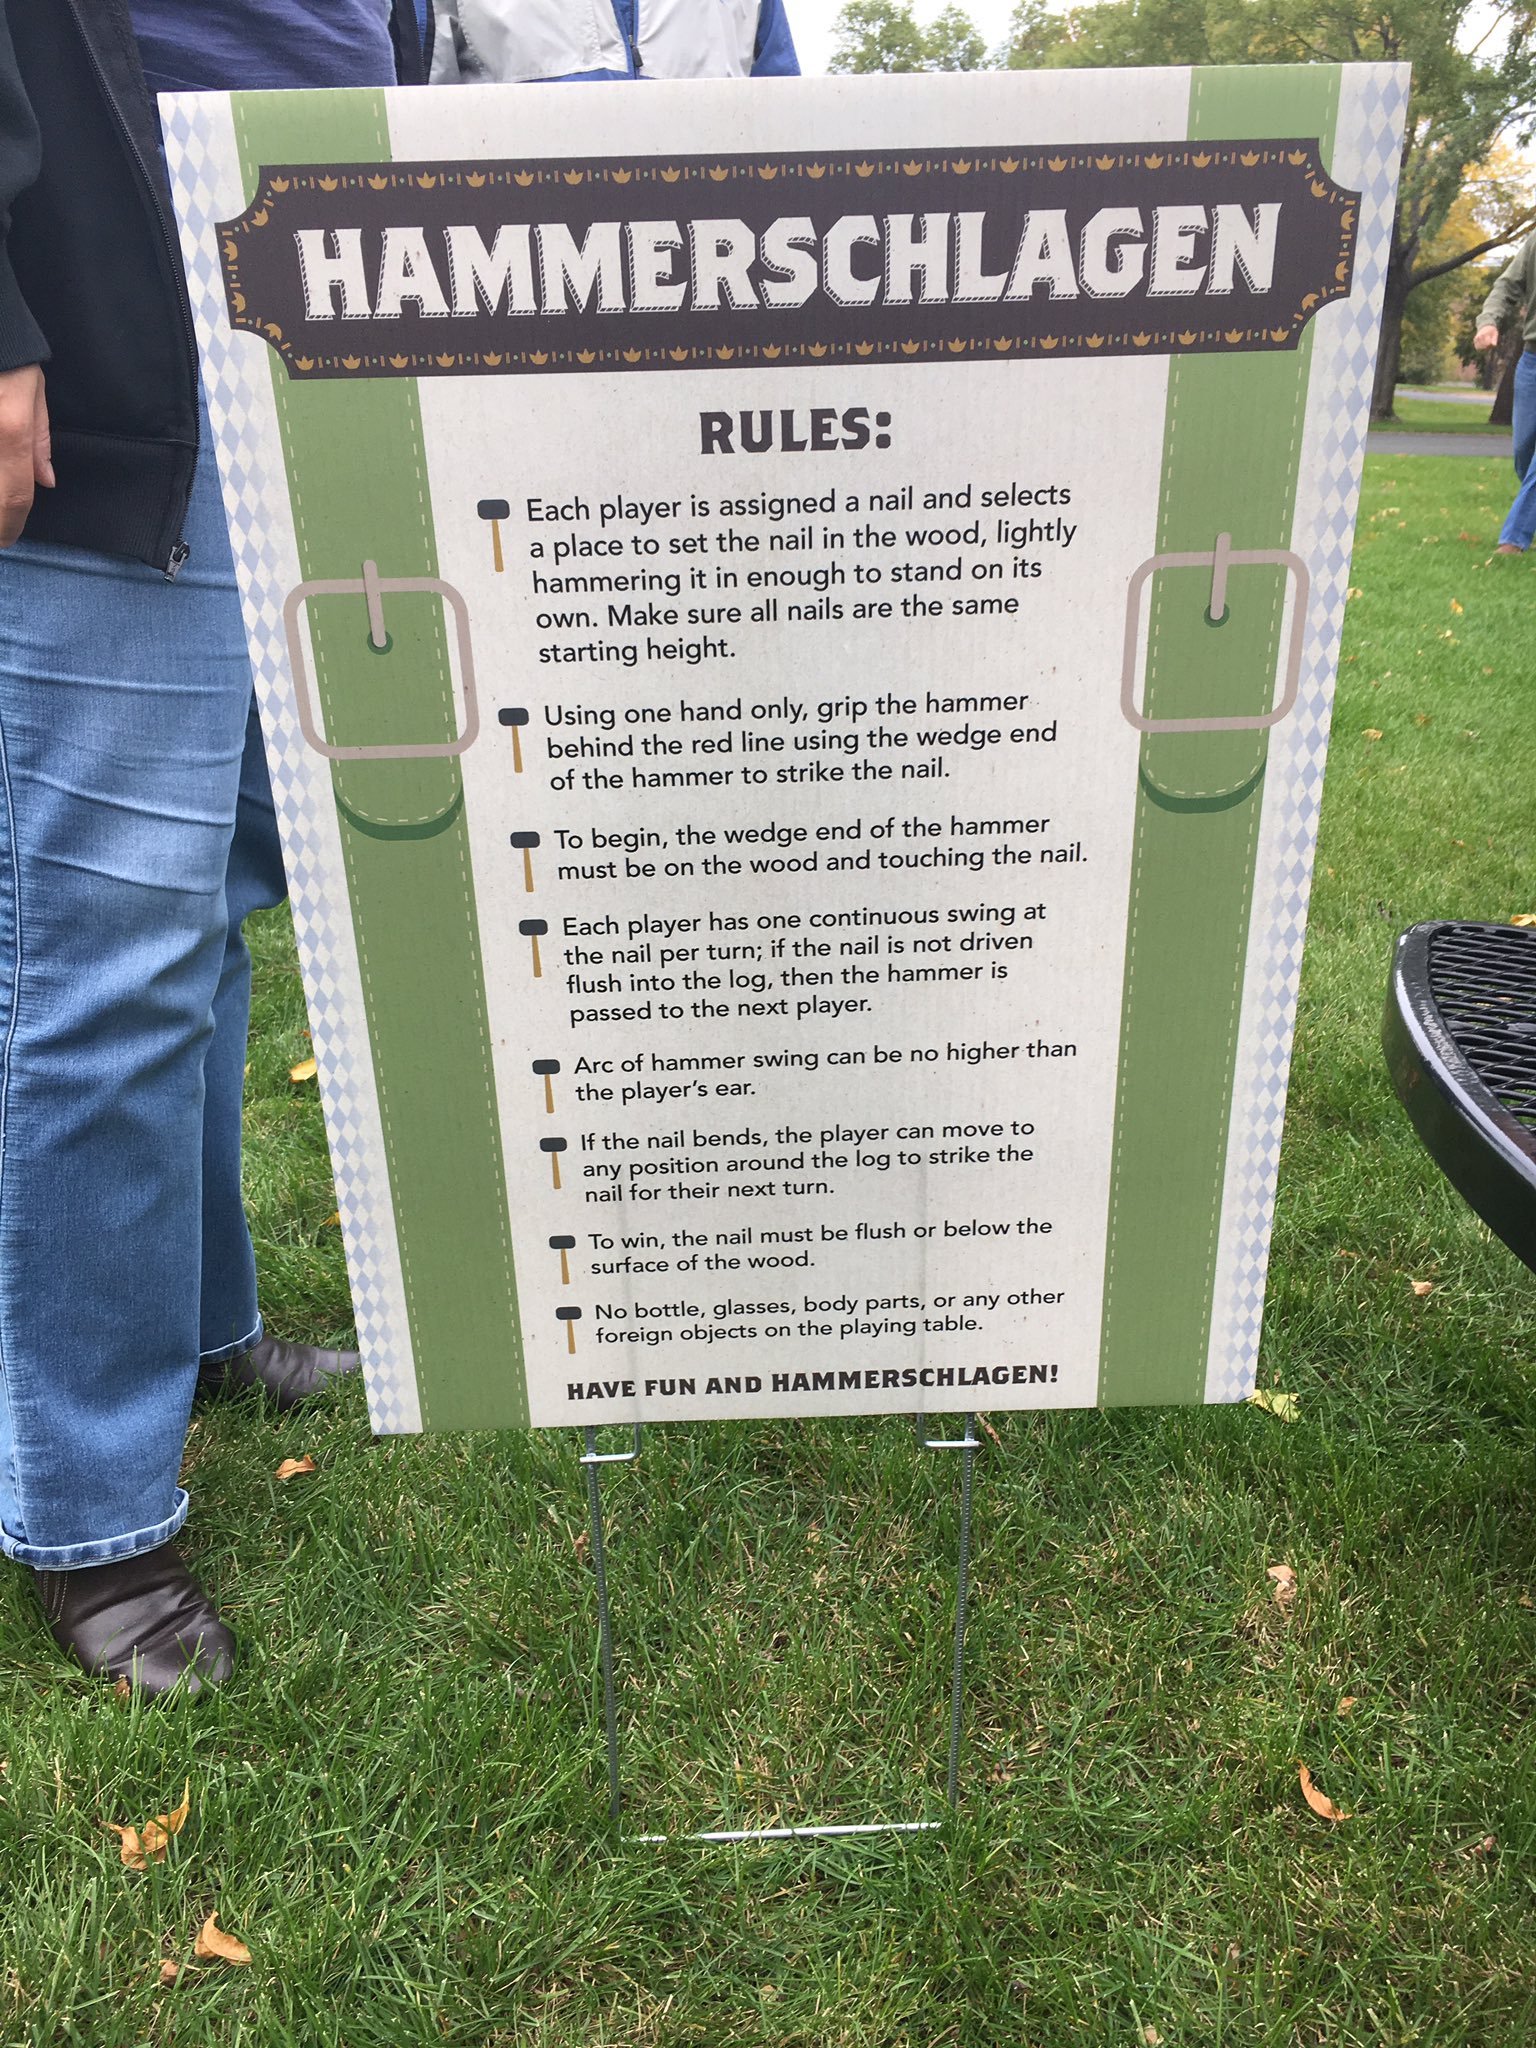 HAMMERSCHLAGEN
RULES:
Each player is assigned a nail and selects
a place to set the nail in the wood, lightly
hammering it in enough to stand on its
own. Make sure all nails are the same
starting height.
Using one hand only, grip the hammer
behind the red line using the wedge end
of the hammer to strike the nail.
To begin, the wedge end of the hammer
must be on the wood and touching the nail.
Each player has one continuous swing at
the nail per turn; if the nail is not driven
flush into the log, then the hammer is
passed to the next player.
Arc of hammer swing can be no higher than
the player's ear.
If the nail bends, the player can move to
any position around the log to strike the
nail for their next turn.
To win, the nail must be flush or below the
surface of the wood.
No bottle, glasses, body parts, or any other
foreign objects on the playing table.
HAVE FUN AND HAMMERSCHLAGEN!